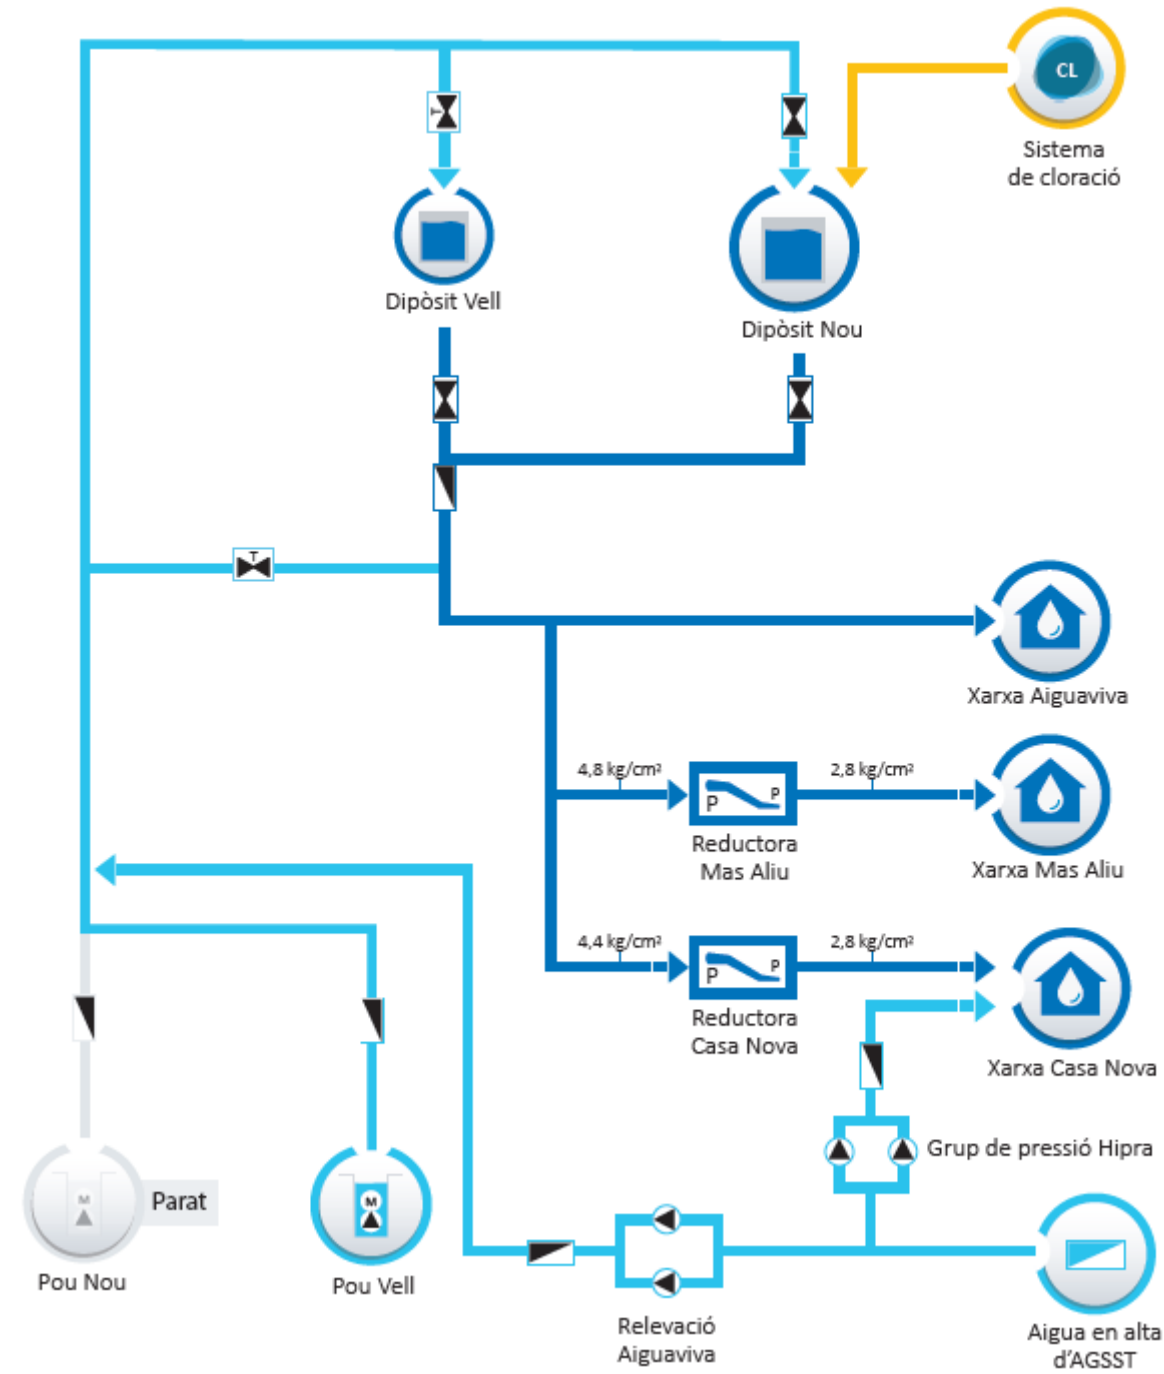 CL
Sistema
de cloració
T
Dipòsit Vell
Dipòsit Nou
T
Xarxa Aiguaviva
4,8 kg/cm²
2,8 kg/cm²
P
P
Reductora
Mas Aliu
Xarxa Mas Aliu
4,4 kg/cm²
2,8 kg/cm²
P
P
Reductora
Casa Nova
Xarxa Casa Nova
Grup de pressió Hipra
M
Parat
M
Pou Nou
Pou Vell
Relevació
Aiguaviva
Aigua en alta
d'AGSST